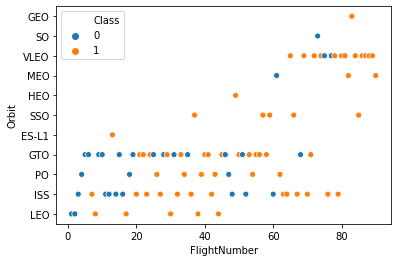 Class
0
1
GEO
SO
VLEO
MEO
HEO
SSO
ES-L1
GTO
PO
ISS
LEO
Orbit
0 20 40 60 80
FlightNumber